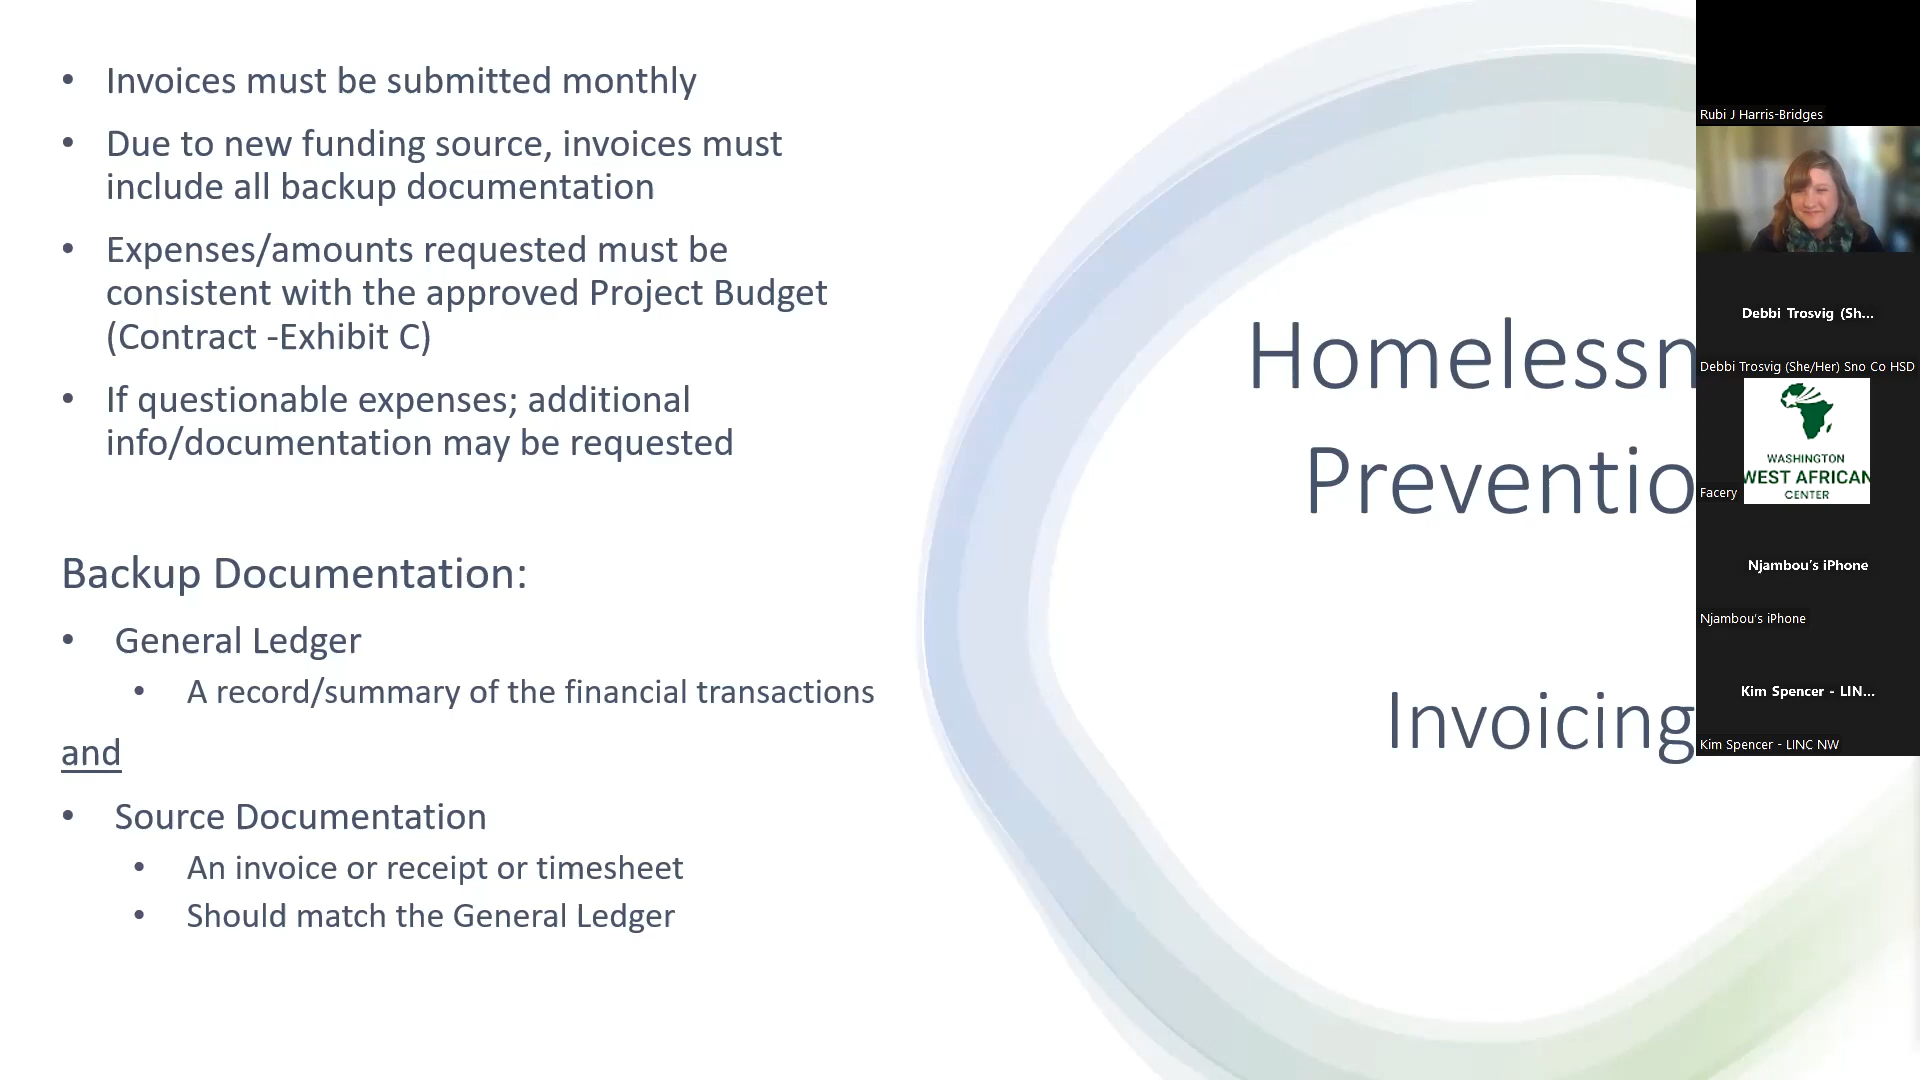 Invoices must be submitted monthly
Due to new funding source, invoices must
include all backup documentation
Expenses/amounts requested must be
consistent with the approved Project Budget
(Contract -Exhibit C)
If questionable expenses; additional
info/documentation may be requested
Backup Documentation:
General Ledger
A record/summary of the financial transactions
and
Source Documentation
An invoice or receipt or timesheet
Should match the General Ledger
Homelessn
Preventio
Invoicing
Rubi J Harris-Bridges
Debbi Trosvig (Sh...
Debbi Trosvig (She/Her) Sno Co HSD
WASHINGTON
WEST AFRICAN
CENTER
Facery
Njambou's iPhone
Njambou's iPhone
Kim Spencer - LIN...
Kim Spencer - LINC NW